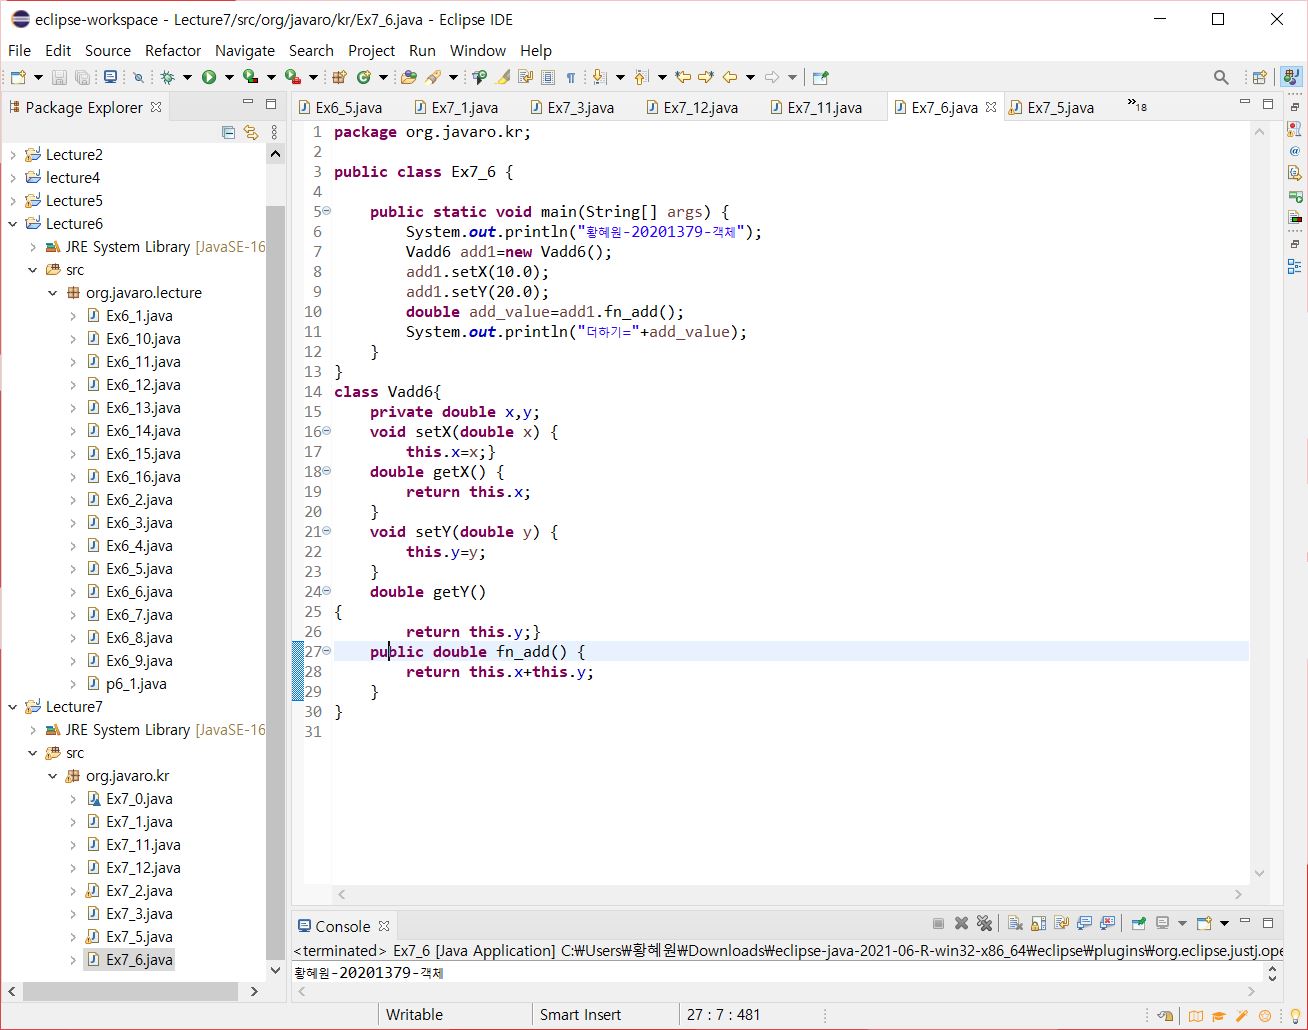 eclipse-workspace - Lecture7/src/org/javaro/kr/Ex7_6.java - Eclipse IDE
File Edit Source Refactor Navigate Search Project Run Window Help
Package Explorer
Lecture2
lecture4
Lecture5
Lecture6
JRE System Library [JavaSE-16
src
org.javaro.lecture
Ex6_1.java
Ex6_10.java
Ex6_11.java
Ex6_12.java
Ex6_13.java
Ex6_14.java
Ex6_15.java
Ex6_16.java
Ex6_2.java
Ex6_3.java
Ex6_4.java
Ex6_5.java
Ex6_6.java
Ex6_7.java
Ex6_8.java
Ex6_9.java
p6_1.java
Lecture7
JRE System Library [JavaSE-16
src
org.javaro.kr
Ex7_0.java
Ex7_1.java
Ex7_11.java
Ex7_12.java
Ex7_2.java
Ex7_3.java
Ex7_5.java
Ex7_6.java
Ex6_5.java Ex7_1.java Ex7_3.java Ex7_12.java Ex7_11.java Ex7_6.java Ex7_5.java »18
1 package org.javaro.kr;
2
3 public class Ex7_6 {
4
5 public static void main(String[] args) {
6 System.out.println("황혜원-20201379-객체");
7 Vadd6 add1=new Vadd6();
8 add1.setX(10.0);
9 add1.setY(20.0);
10 double add_value=add1.fn_add();
11 System.out.println("더하기="+add_value);
12 }
13 }
14 class Vadd6{
15 private double x,y;
16 void setX(double x) {
17 this.x=x;}
18 double getX() {
19 return this.x;
20 }
21 void setY(double y) {
22 this.y=y;
23 }
24 double getY()
25 {
26 return this.y;}
27 public double fn_add() {
28 return this.x+this.y;
29 }
30 }
31
Console
<terminated> Ex7_6 [Java Application] C:₩Users₩황혜원₩Downloads₩eclipse-java-2021-06-R-win32-x86_64₩eclipse₩plugins₩org.eclipse.justj.ope
황혜원-20201379-객체
Writable Smart Insert 27 : 7 : 481